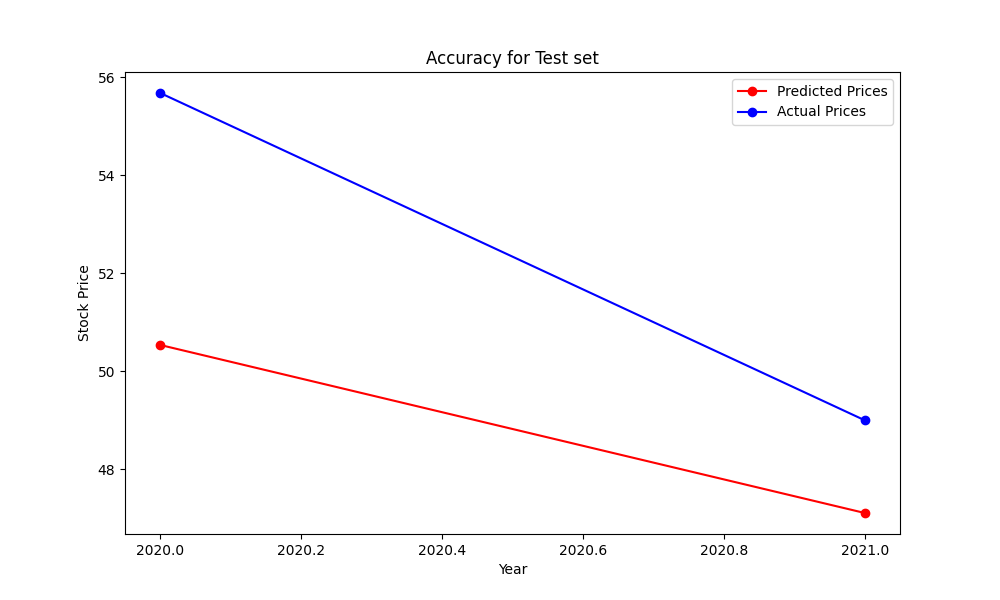 Accuracy for Test set
Predicted Prices
Actual Prices
56
54
52
50
48
Stock Price
2020.0
2020.2
2020.4
2020.6
2020.8
2021.0
Year